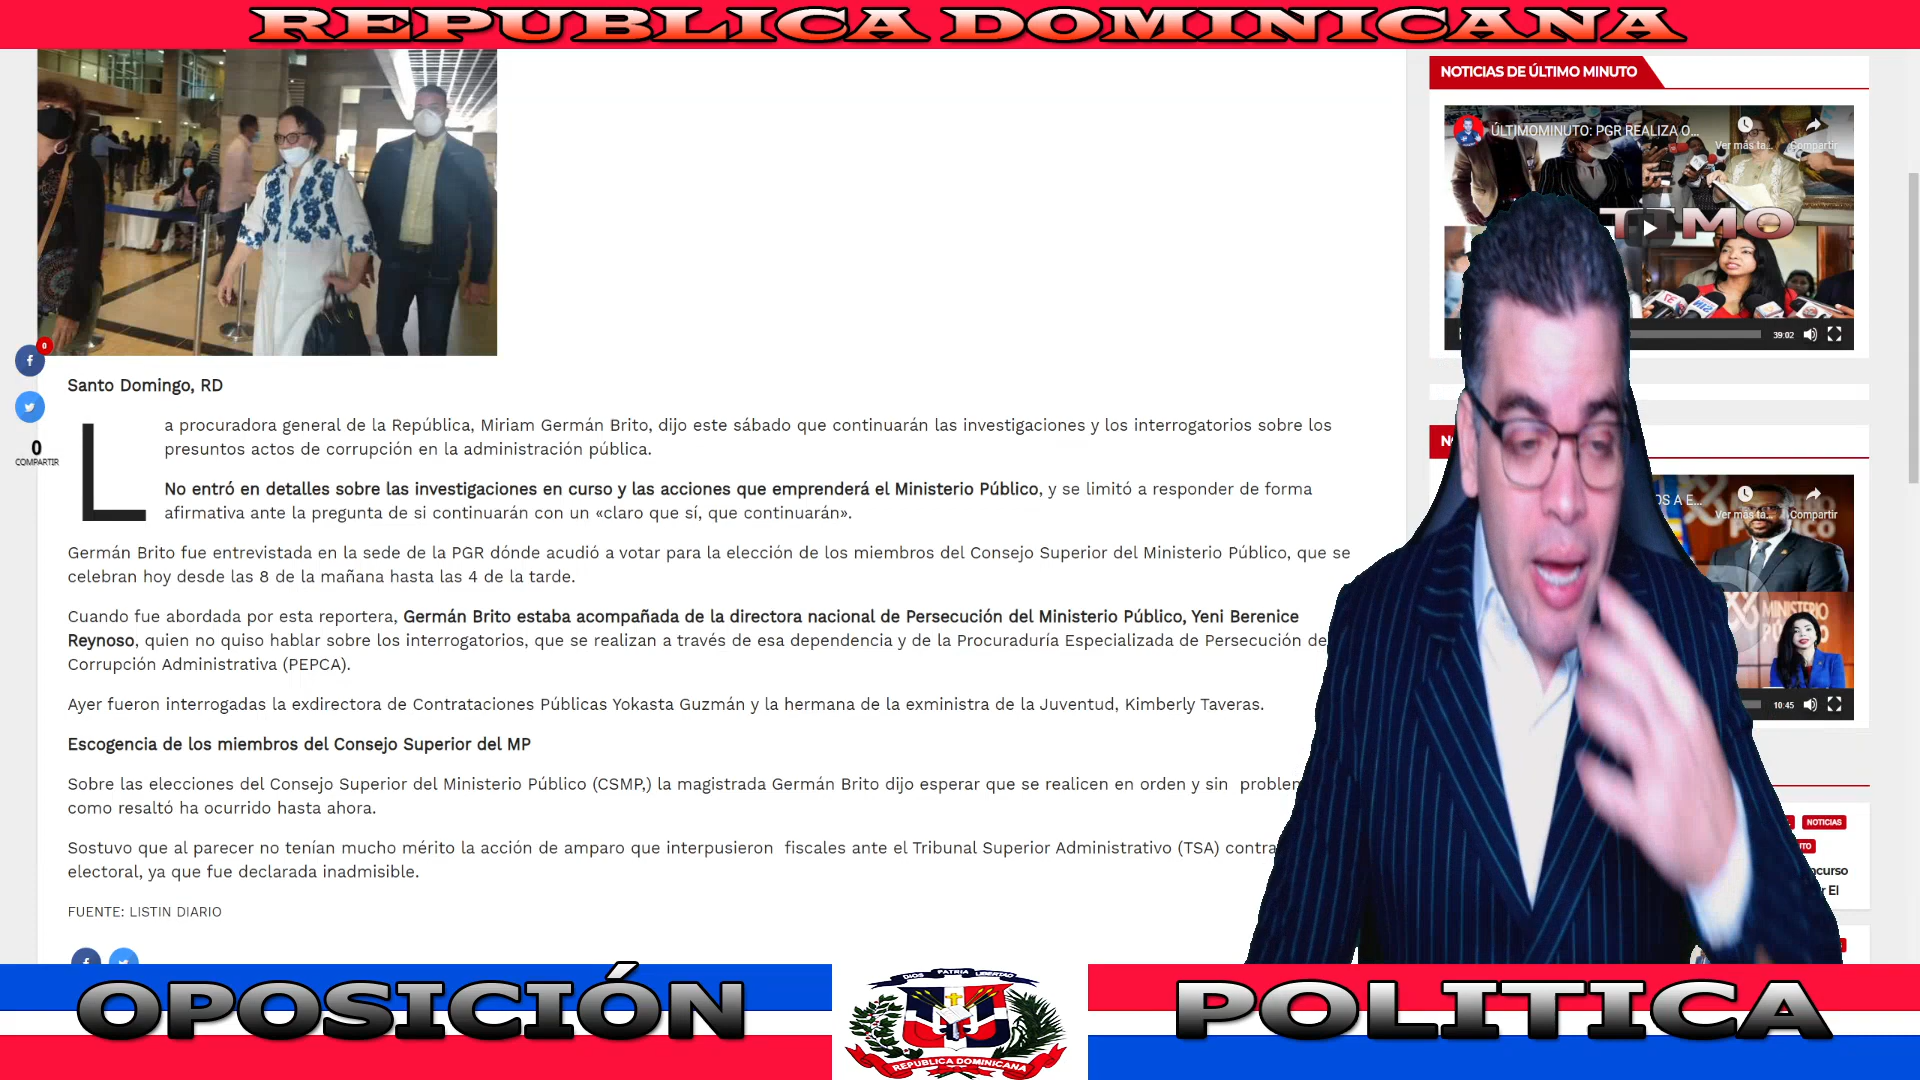 REPUBLICA DOMINICANA
0
0
COMPARTIR
Santo Domingo, RD
La procuradora general de la República, Miriam Germán Brito, dijo este sábado que continuarán las investigaciones y los interrogatorios sobre los
presuntos actos de corrupción en la administración pública.
No entró en detalles sobre las investigaciones en curso y las acciones que emprenderá el Ministerio Público, y se limitó a responder de forma
afirmativa ante la pregunta de si continuarán con un «claro que sí, que continuarán».
Germán Brito fue entrevistada en la sede de la PGR dónde acudió a votar para la elección de los miembros del Consejo Superior del Ministerio Público, que se
celebran hoy desde las 8 de la mañana hasta las 4 de la tarde.
Cuando fue abordada por esta reportera, Germán Brito estaba acompañada de la directora nacional de Persecución del Ministerio Público, Yeni Berenice
Reynoso, quien no quiso hablar sobre los interrogatorios, que se realizan a través de esa dependencia y de la Procuraduría Especializada de Persecución de
Corrupción Administrativa (PEPCA).
Ayer fueron interrogadas la exdirectora de Contrataciones Públicas Yokasta Guzmán y la hermana de la exministra de la Juventud, Kimberly Taveras.
Escogencia de los miembros del Consejo Superior del MP
Sobre las elecciones del Consejo Superior del Ministerio Público (CSMP,) la magistrada Germán Brito dijo esperar que se realicen en orden y sin problem
como resaltó ha ocurrido hasta ahora.
Sostuvo que al parecer no tenían mucho mérito la acción de amparo que interpusieron fiscales ante el Tribunal Superior Administrativo (TSA) contra
electoral, ya que fue declarada inadmisible.
FUENTE: LISTIN DIARIO
NOTICIAS DE ÚLTIMO MINUTO
ÚLTIMOMINUTO: PGR REALIZA O...
Ver más ta...
Compartir
TIMO
39:02
OS A E...
Ver más ta...
Compartir
MINISTERIO
10:45
NOTICIAS
OPOSICIÓN
DIOS PATRIA LIBERTAD
REPUBLICA DOMINICANA
POLITICA